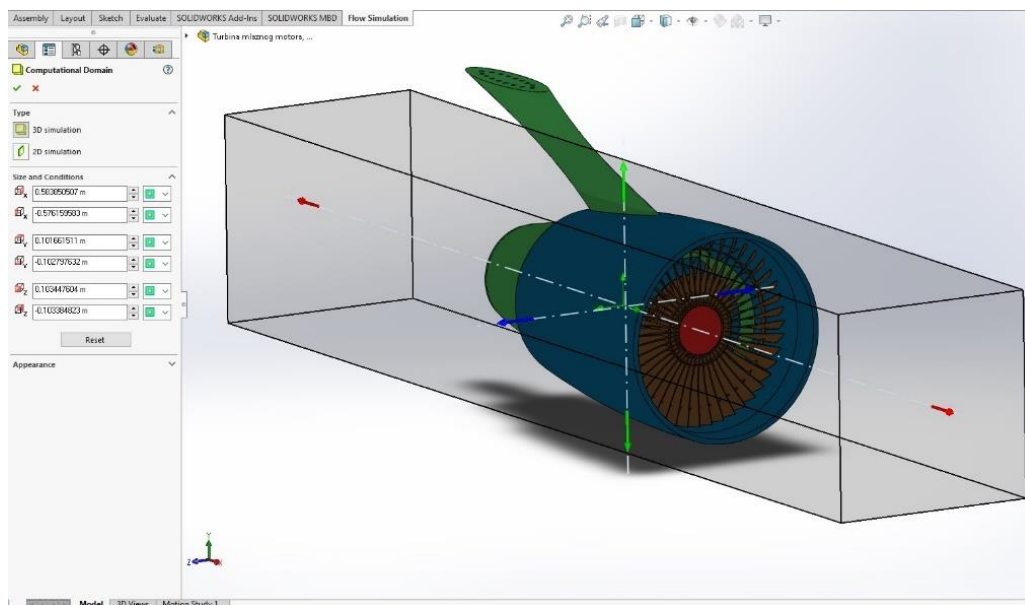 Assembly Layout Sketch Evaluate SOLIDWORKS Add-Ins SOLIDWORKS MBD Flow Simulation
Turbina mlaznog motora, ...
Computational Domain
Type
3D simulation
2D simulation
Size and Conditions
X 0.583850507 m
X -0.576159583 m
Y 0.101661511 m
Y -0.102797632 m
Z 0.103447604 m
Z -0.103384823 m
Reset
Appearance
Y
Z X
Model 3D Views Motion Study 1